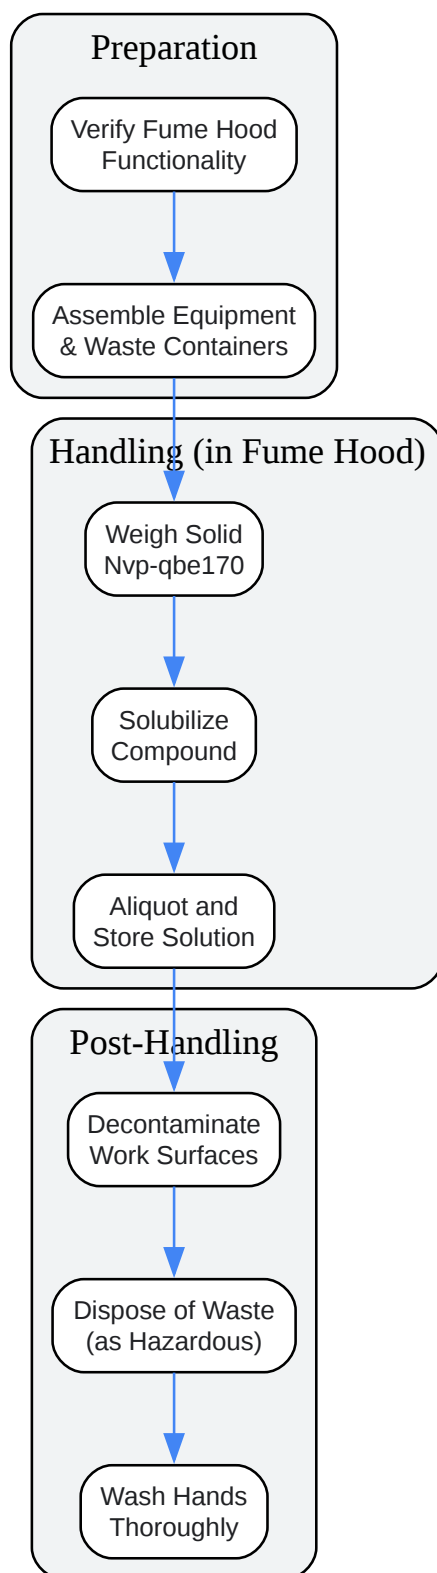 Preparation
Verify Fume Hood
Functionality
Assemble Equipment
& Waste Containers
Handling (in Fume Hood)
Weigh Solid
Nvp-qbe170
Solubilize
Compound
Aliquot and
Store Solution
Post-Handling
Decontaminate
Work Surfaces
Dispose of Waste
(as Hazardous)
Wash Hands
Thoroughly